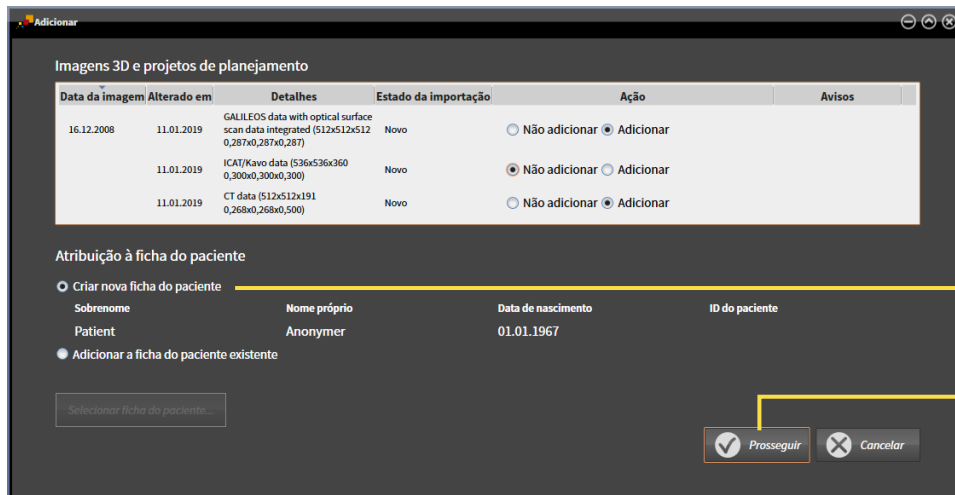 Adicionar
Imagens 3D e projetos de planejamento
Data da imagem Alterado em Detalhes Estado da importação Ação Avisos
GALILEOS data with optical surface
16.12.2008 11.01.2019 scan data integrated (512x512x512 Novo Não adicionar Adicionar
0,287x0,287x0,287)
ICAT/Kavo data (536x536x360
11.01.2019 0,300x0,300x0,300) Novo Não adicionar Adicionar
CT data (512x512x191
11.01.2019 0,268x0,268x0,500) Novo Não adicionar Adicionar
Atribuição à ficha do paciente
Criar nova ficha do paciente
Sobrenome Nome próprio Data de nascimento ID do paciente
Patient Anonymer 01.01.1967
Adicionar a ficha do paciente existente
Selecionar ficha do paciente...
Prosseguir Cancelar